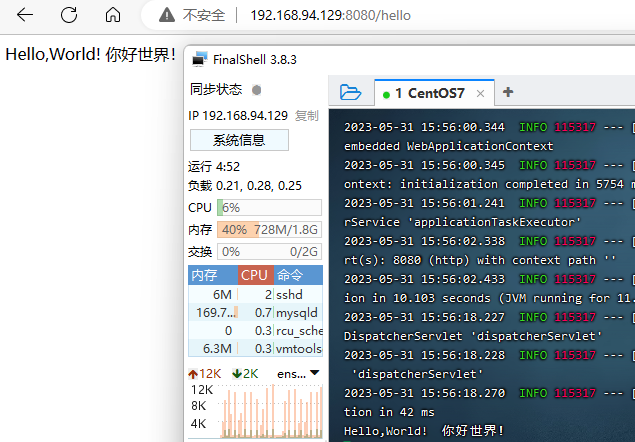 不安全 192.168.94.129:8080/hello
Hello,World! 你好世界!
FinalShell 3.8.3
同步状态
IP 192.168.94.129 复制
系统信息
运行 4:52
负载 0.21, 0.28, 0.25
CPU 6%
内存 40% 728M/1.8G
交换 0% 0/2G
内存 CPU 命令
6M 2 sshd
169.7... 0.7 mysqld
0 0.3 rcu_sche
6.3M 0.3 vmtools
12K 2K ens...
12K
8K
4K
1 CentOS7
2023-05-31 15:56:00.344 INFO 115317 --- [
embedded WebApplicationContext
2023-05-31 15:56:00.345 INFO 115317 --- [
ontext: initialization completed in 5754 m
2023-05-31 15:56:01.241 INFO 115317 --- [
rService 'applicationTaskExecutor'
2023-05-31 15:56:02.338 INFO 115317 --- [
rt(s): 8080 (http) with context path ''
2023-05-31 15:56:02.433 INFO 115317 --- [
ion in 10.103 seconds (JVM running for 11.
2023-05-31 15:56:18.227 INFO 115317 --- [
DispatcherServlet 'dispatcherServlet'
2023-05-31 15:56:18.228 INFO 115317 --- [
'dispatcherServlet'
2023-05-31 15:56:18.270 INFO 115317 --- [
tion in 42 ms
Hello,World! 你好世界!